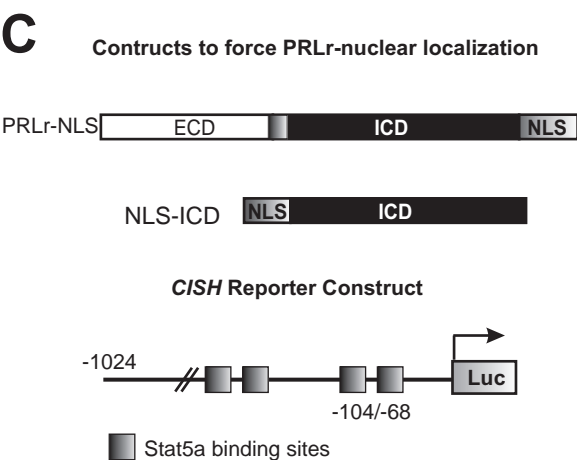 C
Contructs to force PRLr-nuclear localization
PRLr-NLS ECD ICD NLS
NLS-ICD NLS ICD
CISH Reporter Construct
-1024
Luc
-104/-68
Stat5a binding sites